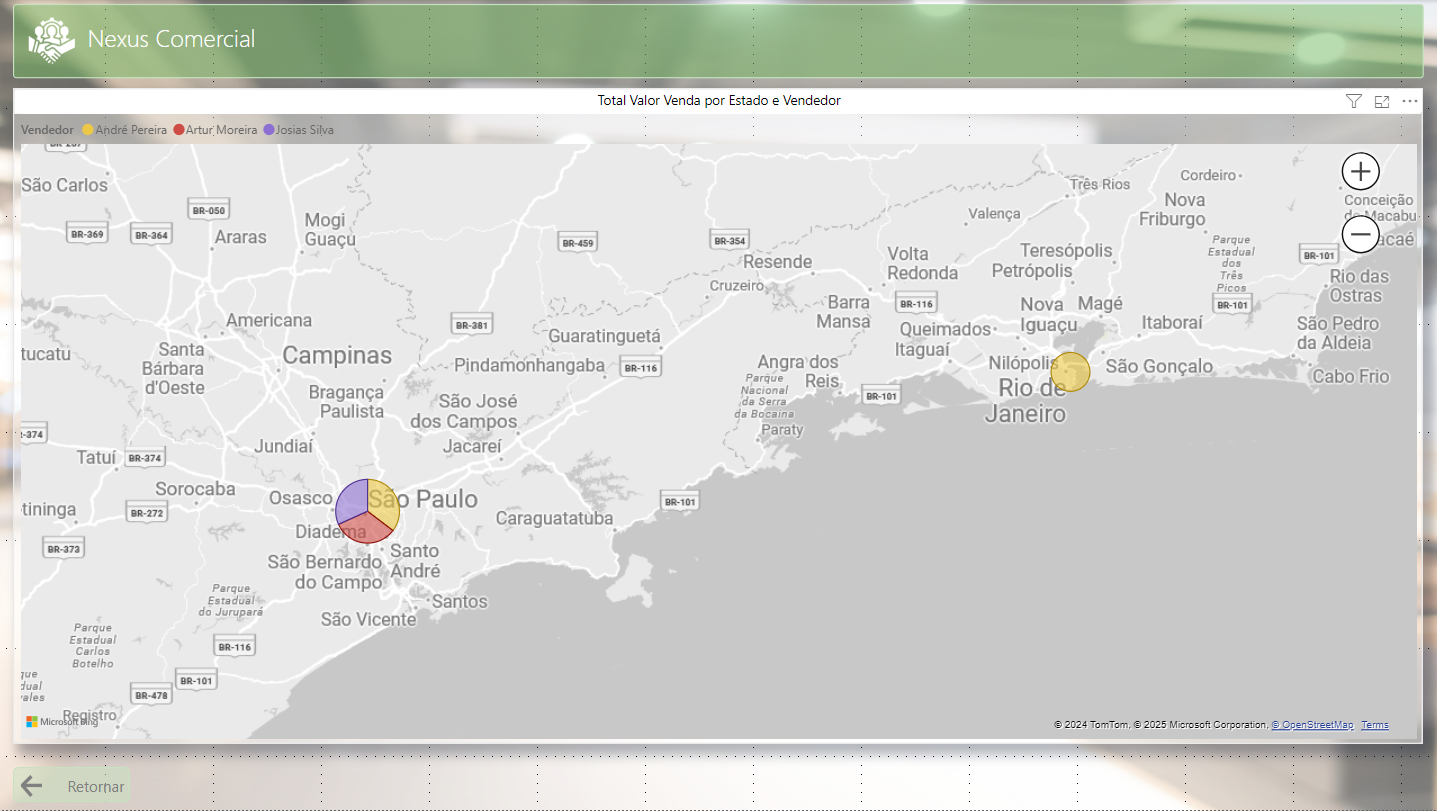 Nexus Comercial
Total Valor Venda por Estado e Vendedor
Vendedor André Pereira Artur Moreira Josias Silva
São Carlos
BR-050
BR-369
BR-364
Araras
Mogi
Guaçu
BR-459
BR-354
Resende
Cruzeiro
Três Rios
Cordeiro
Valença
Nova
Friburgo
Conceição
de Macabu
Volta
Redonda
Teresópolis
Petrópolis
Parque
Estadual
dos
Três
Picos
BR-101
Rio das
Ostras
Americana
BR-381
Guaratinguetá
Barra
Mansa
BR-116
Nova
Iguaçu
Magé
BR-101
Queimados
Itaguaí
Itaboraí
São Pedro
da Aldeia
Santa
Bárbara
d'Oeste
Campinas
Pindamonhangaba
BR-116
Angra dos
Reis
Nilópolis
São Gonçalo
Cabo Frio
Bragança
Paulista
São José
dos Campos
Parque
Nacional
da Serra
da Bocaina
BR-101
Rio de
Janeiro
Paraty
Jundiaí
Jacareí
Tatuí
BR-374
Sorocaba
Osasco
São Paulo
BR-101
BR-272
Diadema
Caraguatatuba
BR-373
São Bernardo
do Campo
Santo
André
Parque
Estadual
do Jurupará
Santos
São Vicente
Parque
Estadual
Carlos
Botelho
BR-116
BR-101
BR-478
Registro
Microsoft Bing
© 2024 TomTom, © 2025 Microsoft Corporation, © OpenStreetMap Terms
Retornar